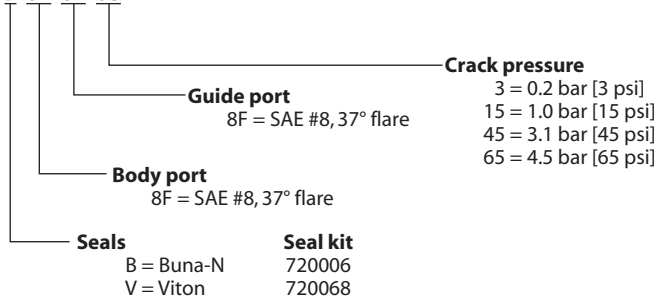 Crack pressure
3 = 0.2 bar [3 psi]
15 = 1.0 bar [15 psi]
45 = 3.1 bar [45 psi]
65 = 4.5 bar [65 psi]
Guide port
8F = SAE #8, 37° flare
Body port
8F = SAE #8, 37° flare
Seals Seal kit
B = Buna-N 720006
V = Viton 720068